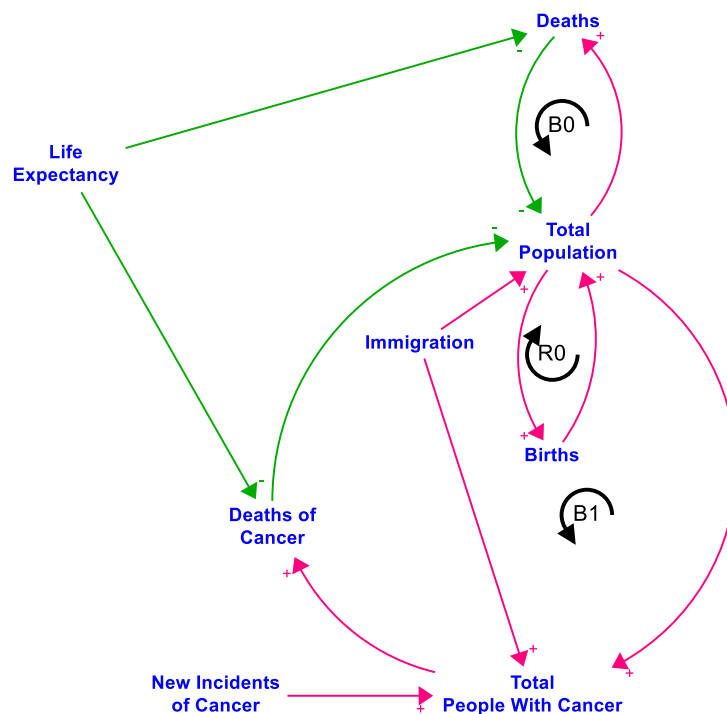 Deaths
+
-
B0
Life
Expectancy
-
Total
Population
-
+
+
Immigration
R0
+
Births
-
Deaths of
Cancer
B1
+
+
New Incidents
of Cancer
+
Total
People With Cancer
+